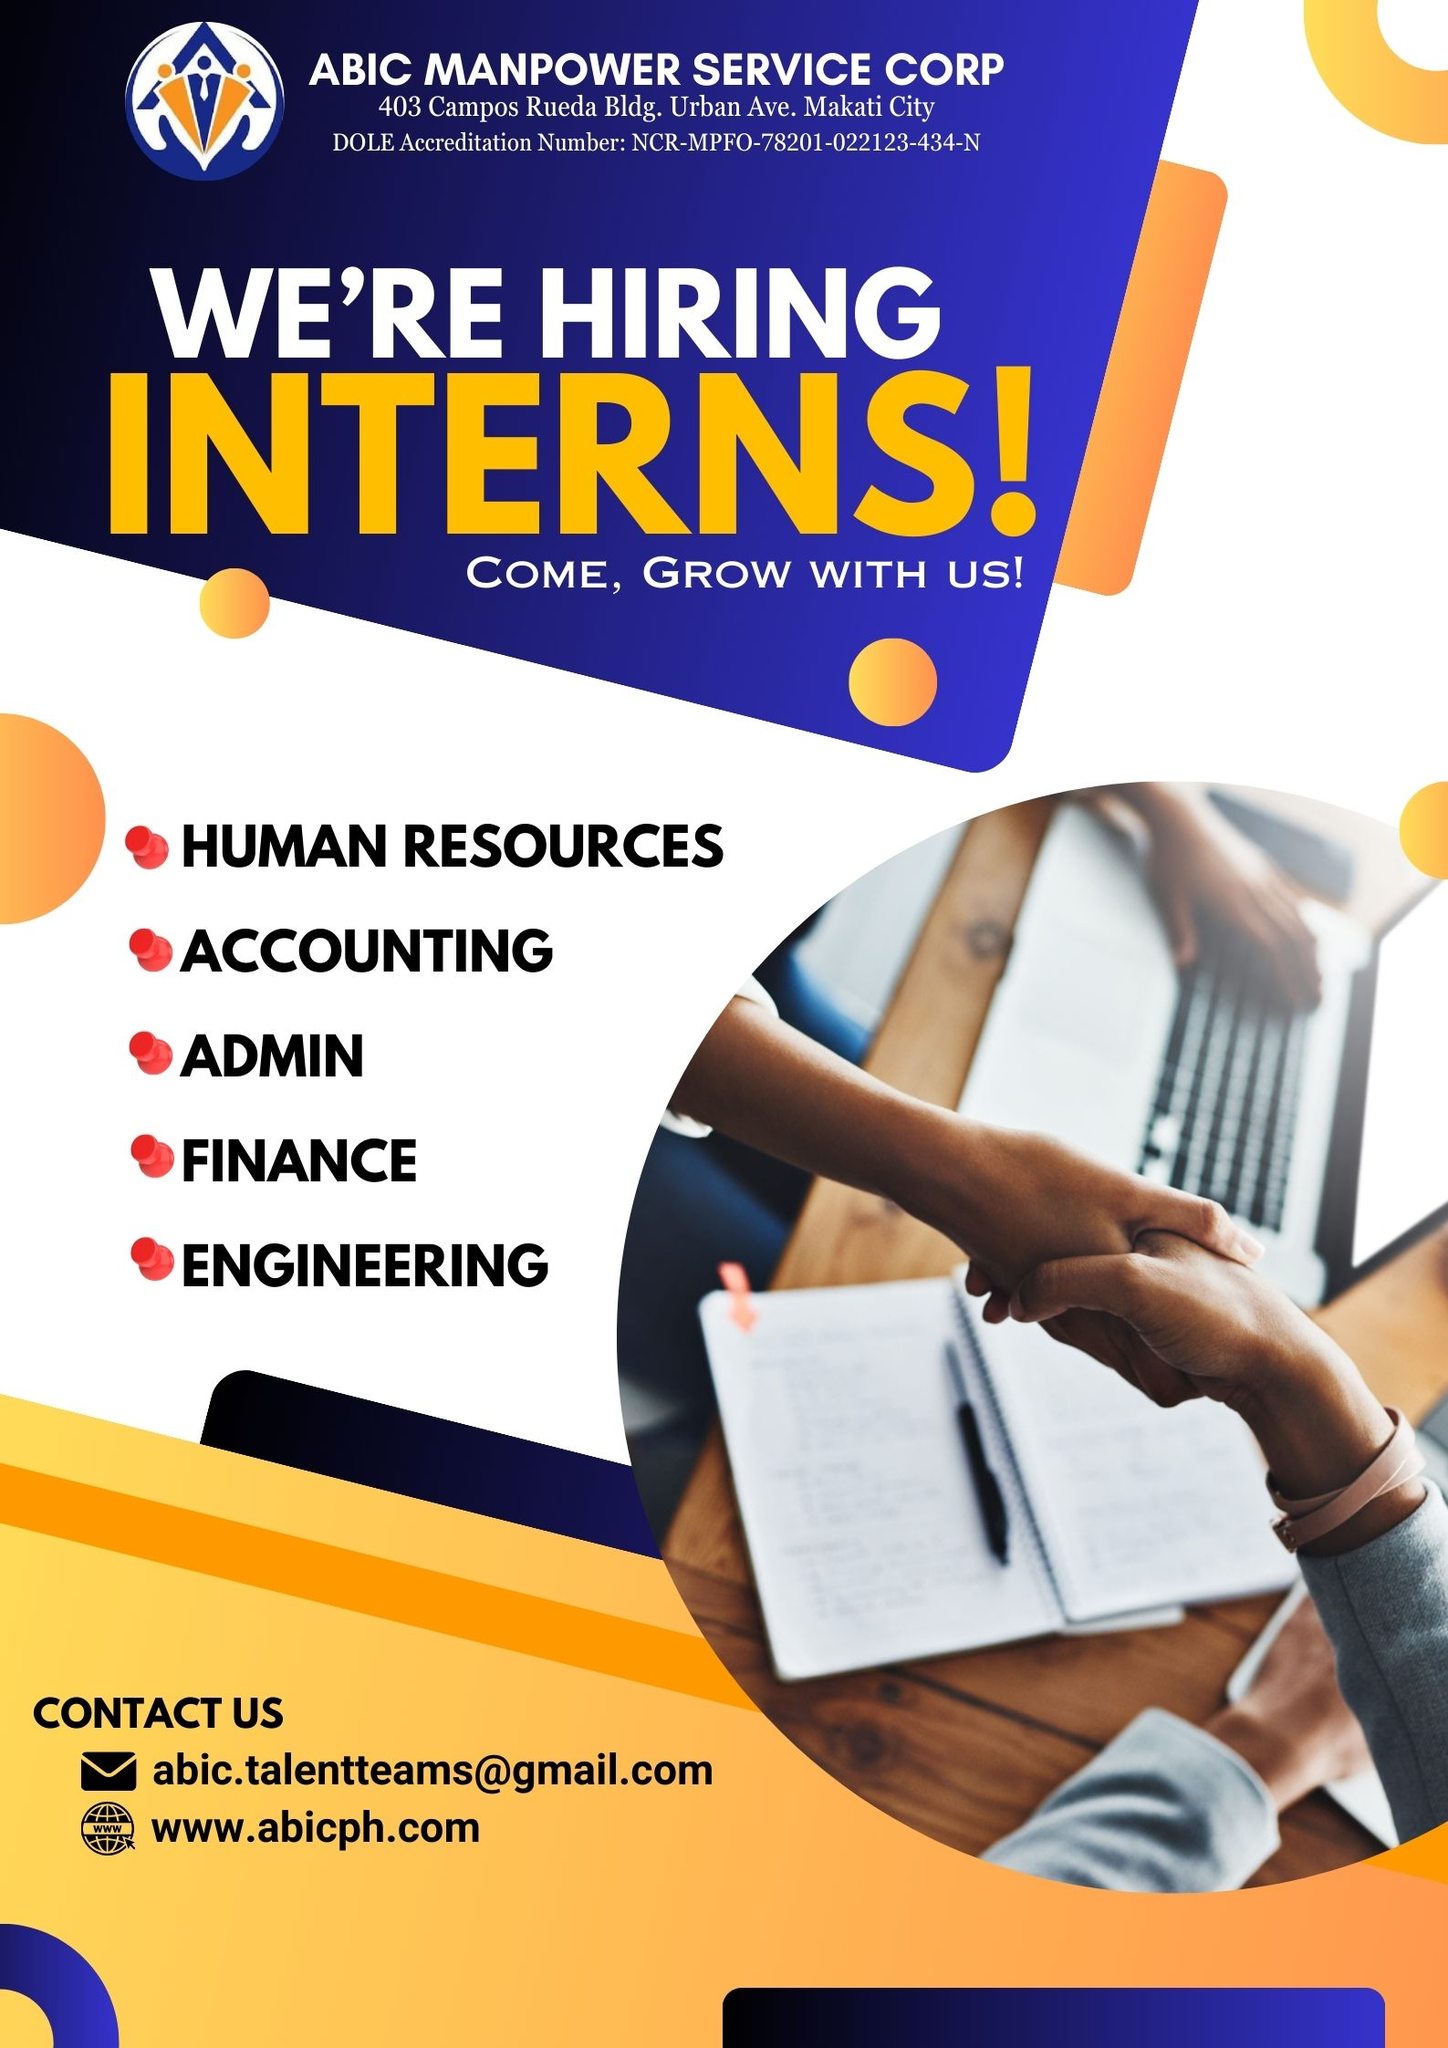 ABIC MANPOWER SERVICE CORP
403 Campos Rueda Bldg. Urban Ave. Makati City
DOLE Accreditation Number: NCR-MPFO-78201-022123-434-N
WE'RE HIRING
INTERNS!
COME, GROW WITH US!
HUMAN RESOURCES
ACCOUNTING
ADMIN
FINANCE
ENGINEERING
CONTACT US
abic.talentteams@gmail.com
www
www.abicph.com